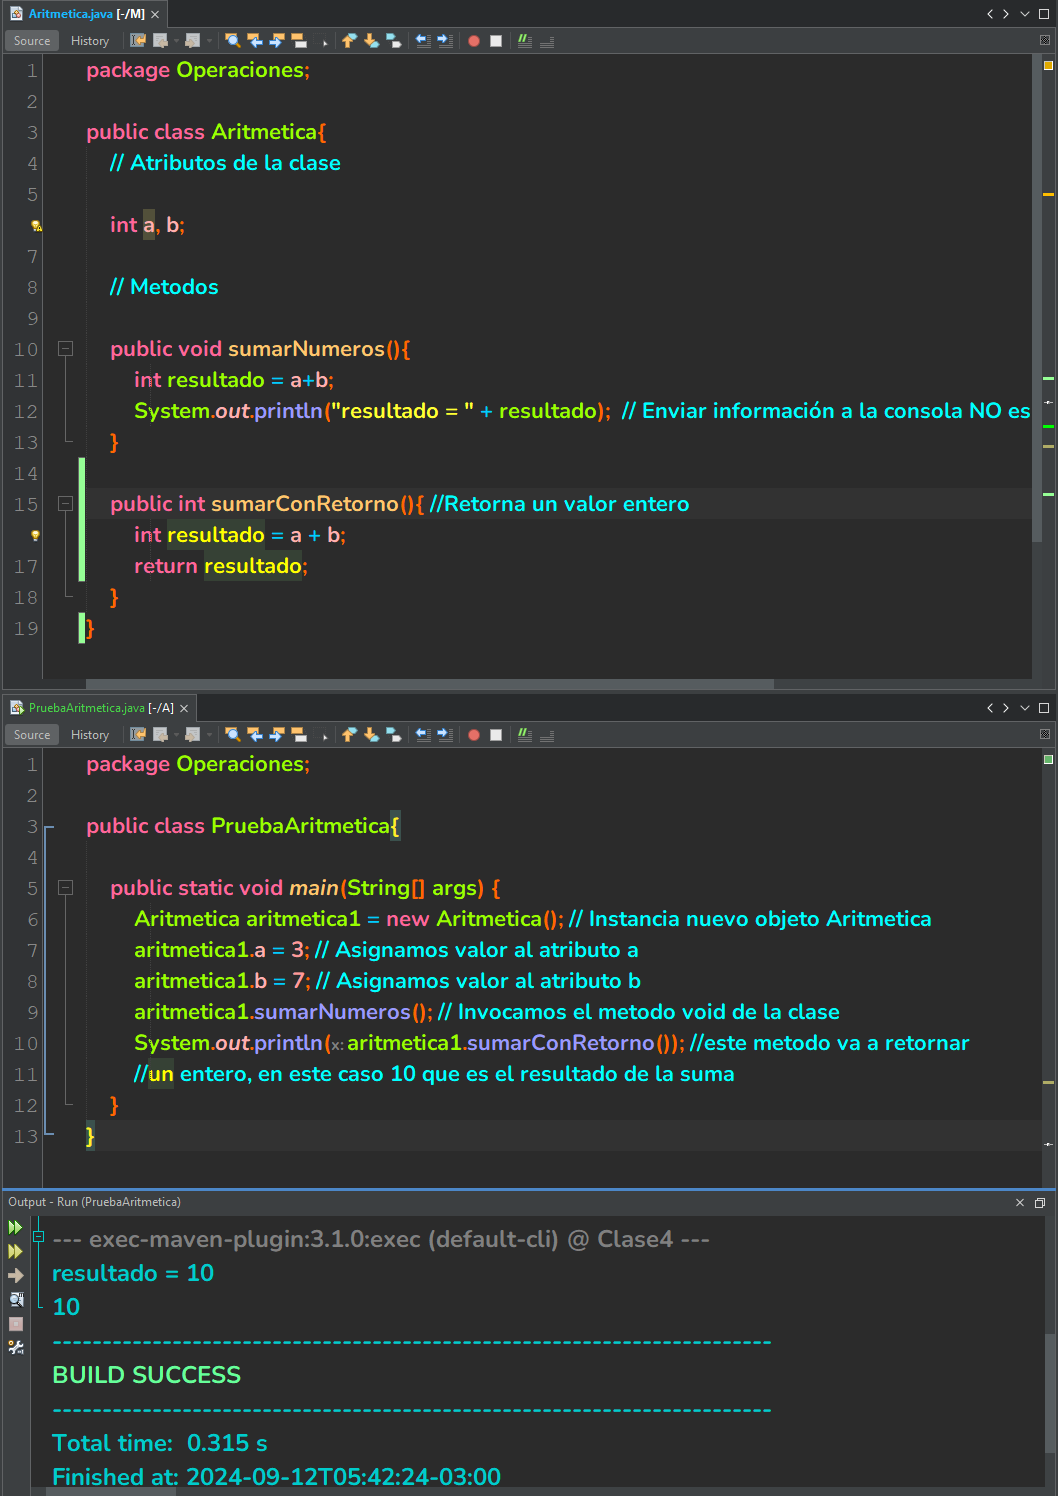 Aritmetica.java [-/M]
Source History
1 package Operaciones;
2
3 public class Aritmetica{
4 // Atributos de la clase
5
int a, b;
7
8 // Metodos
9
10 public void sumarNumeros(){
11 int resultado = a+b;
12 System.out.println("resultado = " + resultado); // Enviar información a la consola NO es
13 }
14
15 public int sumarConRetorno(){ //Retorna un valor entero
int resultado = a + b;
17 return resultado;
18 }
19 }
PruebaAritmetica.java [-/A]
Source History
1 package Operaciones;
2
3 public class PruebaAritmetica{
4
5 public static void main(String[] args) {
6 Aritmetica aritmetica1 = new Aritmetica(); // Instancia nuevo objeto Aritmetica
7 aritmetica1.a = 3; // Asignamos valor al atributo a
8 aritmetica1.b = 7; // Asignamos valor al atributo b
9 aritmetica1.sumarNumeros(); // Invocamos el metodo void de la clase
10 System.out.println(x: aritmetica1.sumarConRetorno()); //este metodo va a retornar
11 //un entero, en este caso 10 que es el resultado de la suma
12 }
13 }
Output - Run (PruebaAritmetica)
--- exec-maven-plugin:3.1.0:exec (default-cli) @ Clase4 ---
resultado = 10
10
------------------------------------------------------------------------
BUILD SUCCESS
------------------------------------------------------------------------
Total time:  0.315 s
Finished at: 2024-09-12T05:42:24-03:00